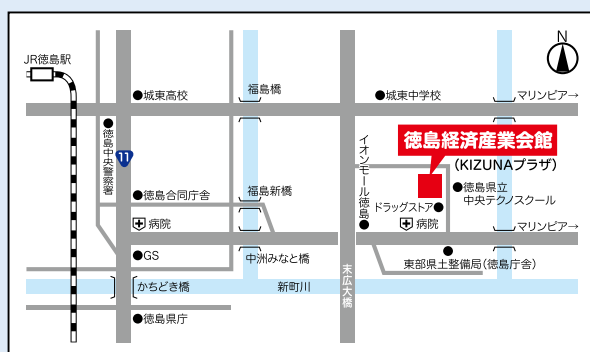 N
JR徳島駅
城東高校
福島橋
城東中学校
マリンピア→
徳島中央警察署
11
イオンモール徳島
徳島経済産業会館
(KIZUNAプラザ)
徳島合同庁舎
福島新橋
徳島県立
中央テクノスクール
ドラッグストア
病院
病院
マリンピア→
GS
中洲みなと橋
東部県土整備局(徳島庁舎)
かちどき橋
新町川
末広大橋
徳島県庁